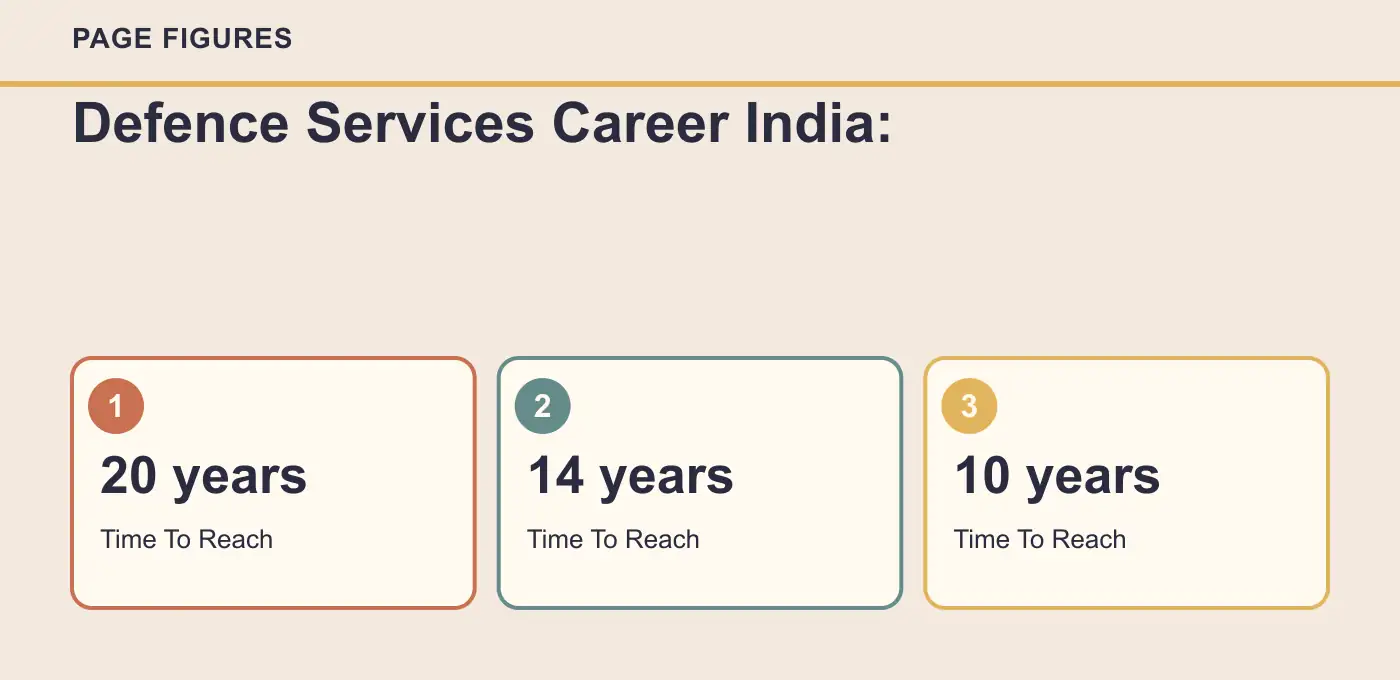 PAGE FIGURES
Defence Services Career India:
1
20 years
Time To Reach
2
14 years
Time To Reach
3
10 years
Time To Reach